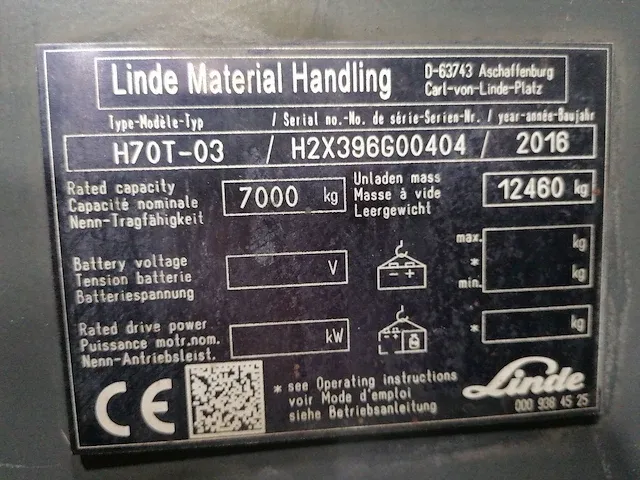 Linde Material Handling
D-63743 Aschaffenburg
Carl-von-Linde-Platz
Type-Modèle-Typ / Serial no.-No. de série-Serien-Nr. / year-année-Baujahr
H70T-03 / H2X396G00404 / 2016
Rated capacity
Capacité nominale
Nenn-Tragfähigkeit
7000 kg
Unladen mass
Masse à vide
Leergewicht
12460 kg
Battery voltage
Tension batterie
Batteriespannung
V
- +
max. kg
*
min. kg
Rated drive power
Puissance motr.nom.
Nenn-Antriebsleist.
kW
- +
* kg
CE
* see Operating instructions
voir Mode d'emploi
siehe Betriebsanleitung
Linde
000 938 45 25